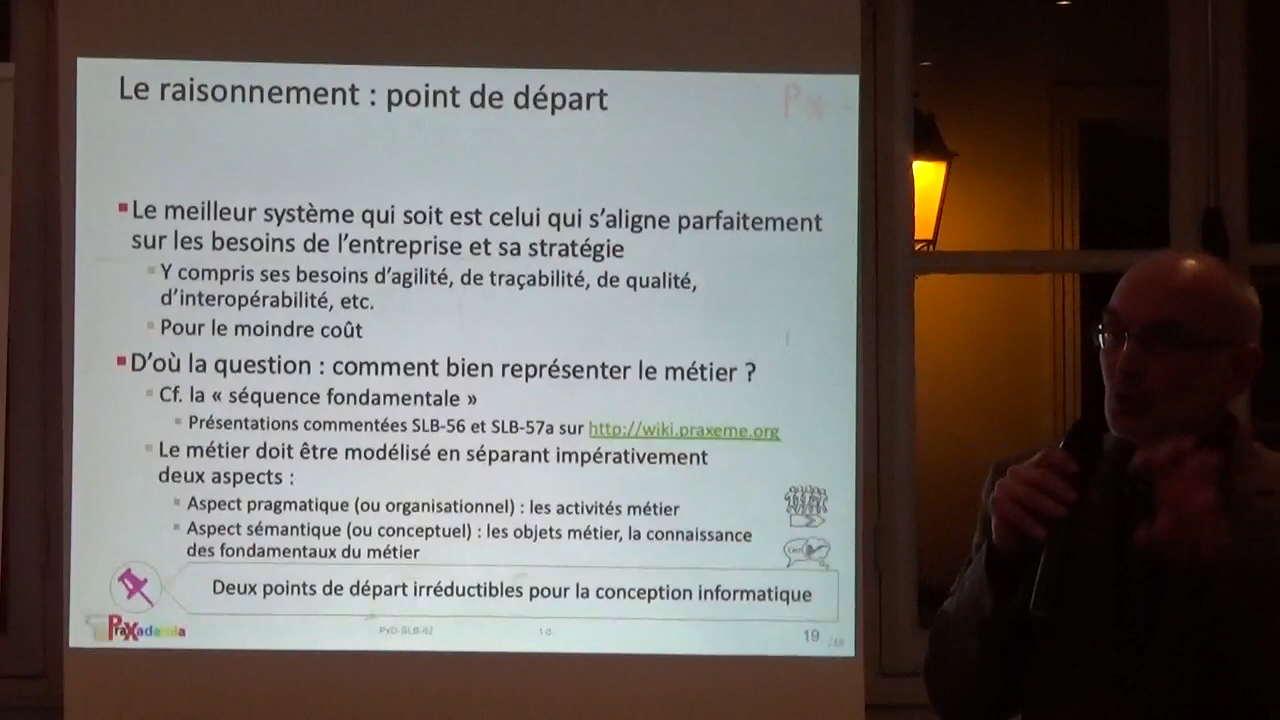 Le raisonnement : point de départ
Px
Le meilleur système qui soit est celui qui s'aligne parfaitement
sur les besoins de l'entreprise et sa stratégie
Y compris ses besoins d'agilité, de traçabilité, de qualité,
d'interopérabilité, etc.
Pour le moindre coût
D'où la question : comment bien représenter le métier ?
Cf. la « séquence fondamentale »
Présentations commentées SLB-56 et SLB-57a sur http://wiki.praxeme.org
Le métier doit être modélisé en séparant impérativement
deux aspects :
Aspect pragmatique (ou organisationnel) : les activités métier
Aspect sémantique (ou conceptuel) : les objets métier, la connaissance
des fondamentaux du métier
Deux points de départ irréductibles pour la conception informatique
PraXademia
PxD-SLB-62
19